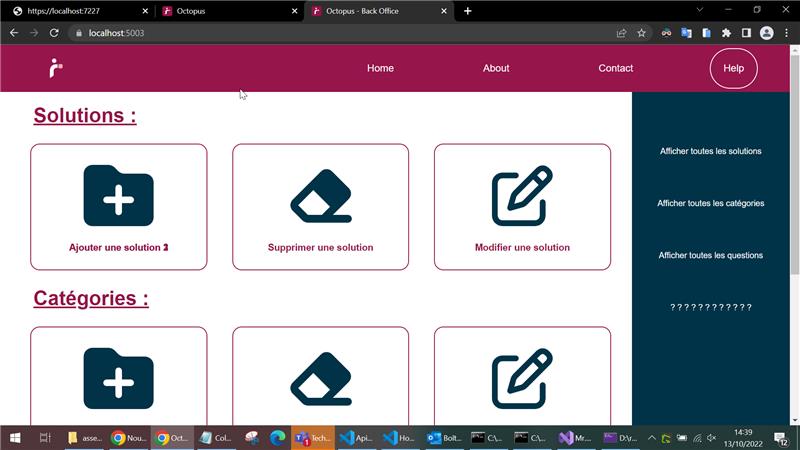 https://localhost:7227
Octopus
Octopus - Back Office
localhost:5003
Home
About
Contact
Help
Solutions :
Ajouter une solution
Supprimer une solution
Modifier une solution
Catégories :
Afficher toutes les solutions
Afficher toutes les catégories
Afficher toutes les questions
? ? ? ? ? ? ? ? ? ? ? ?
asse...
Nou...
Oct...
Col...
Tech...
Api...
Ho...
Boît...
C:\...
C:\...
Mr...
D:\r...
14:39
13/10/2022
12